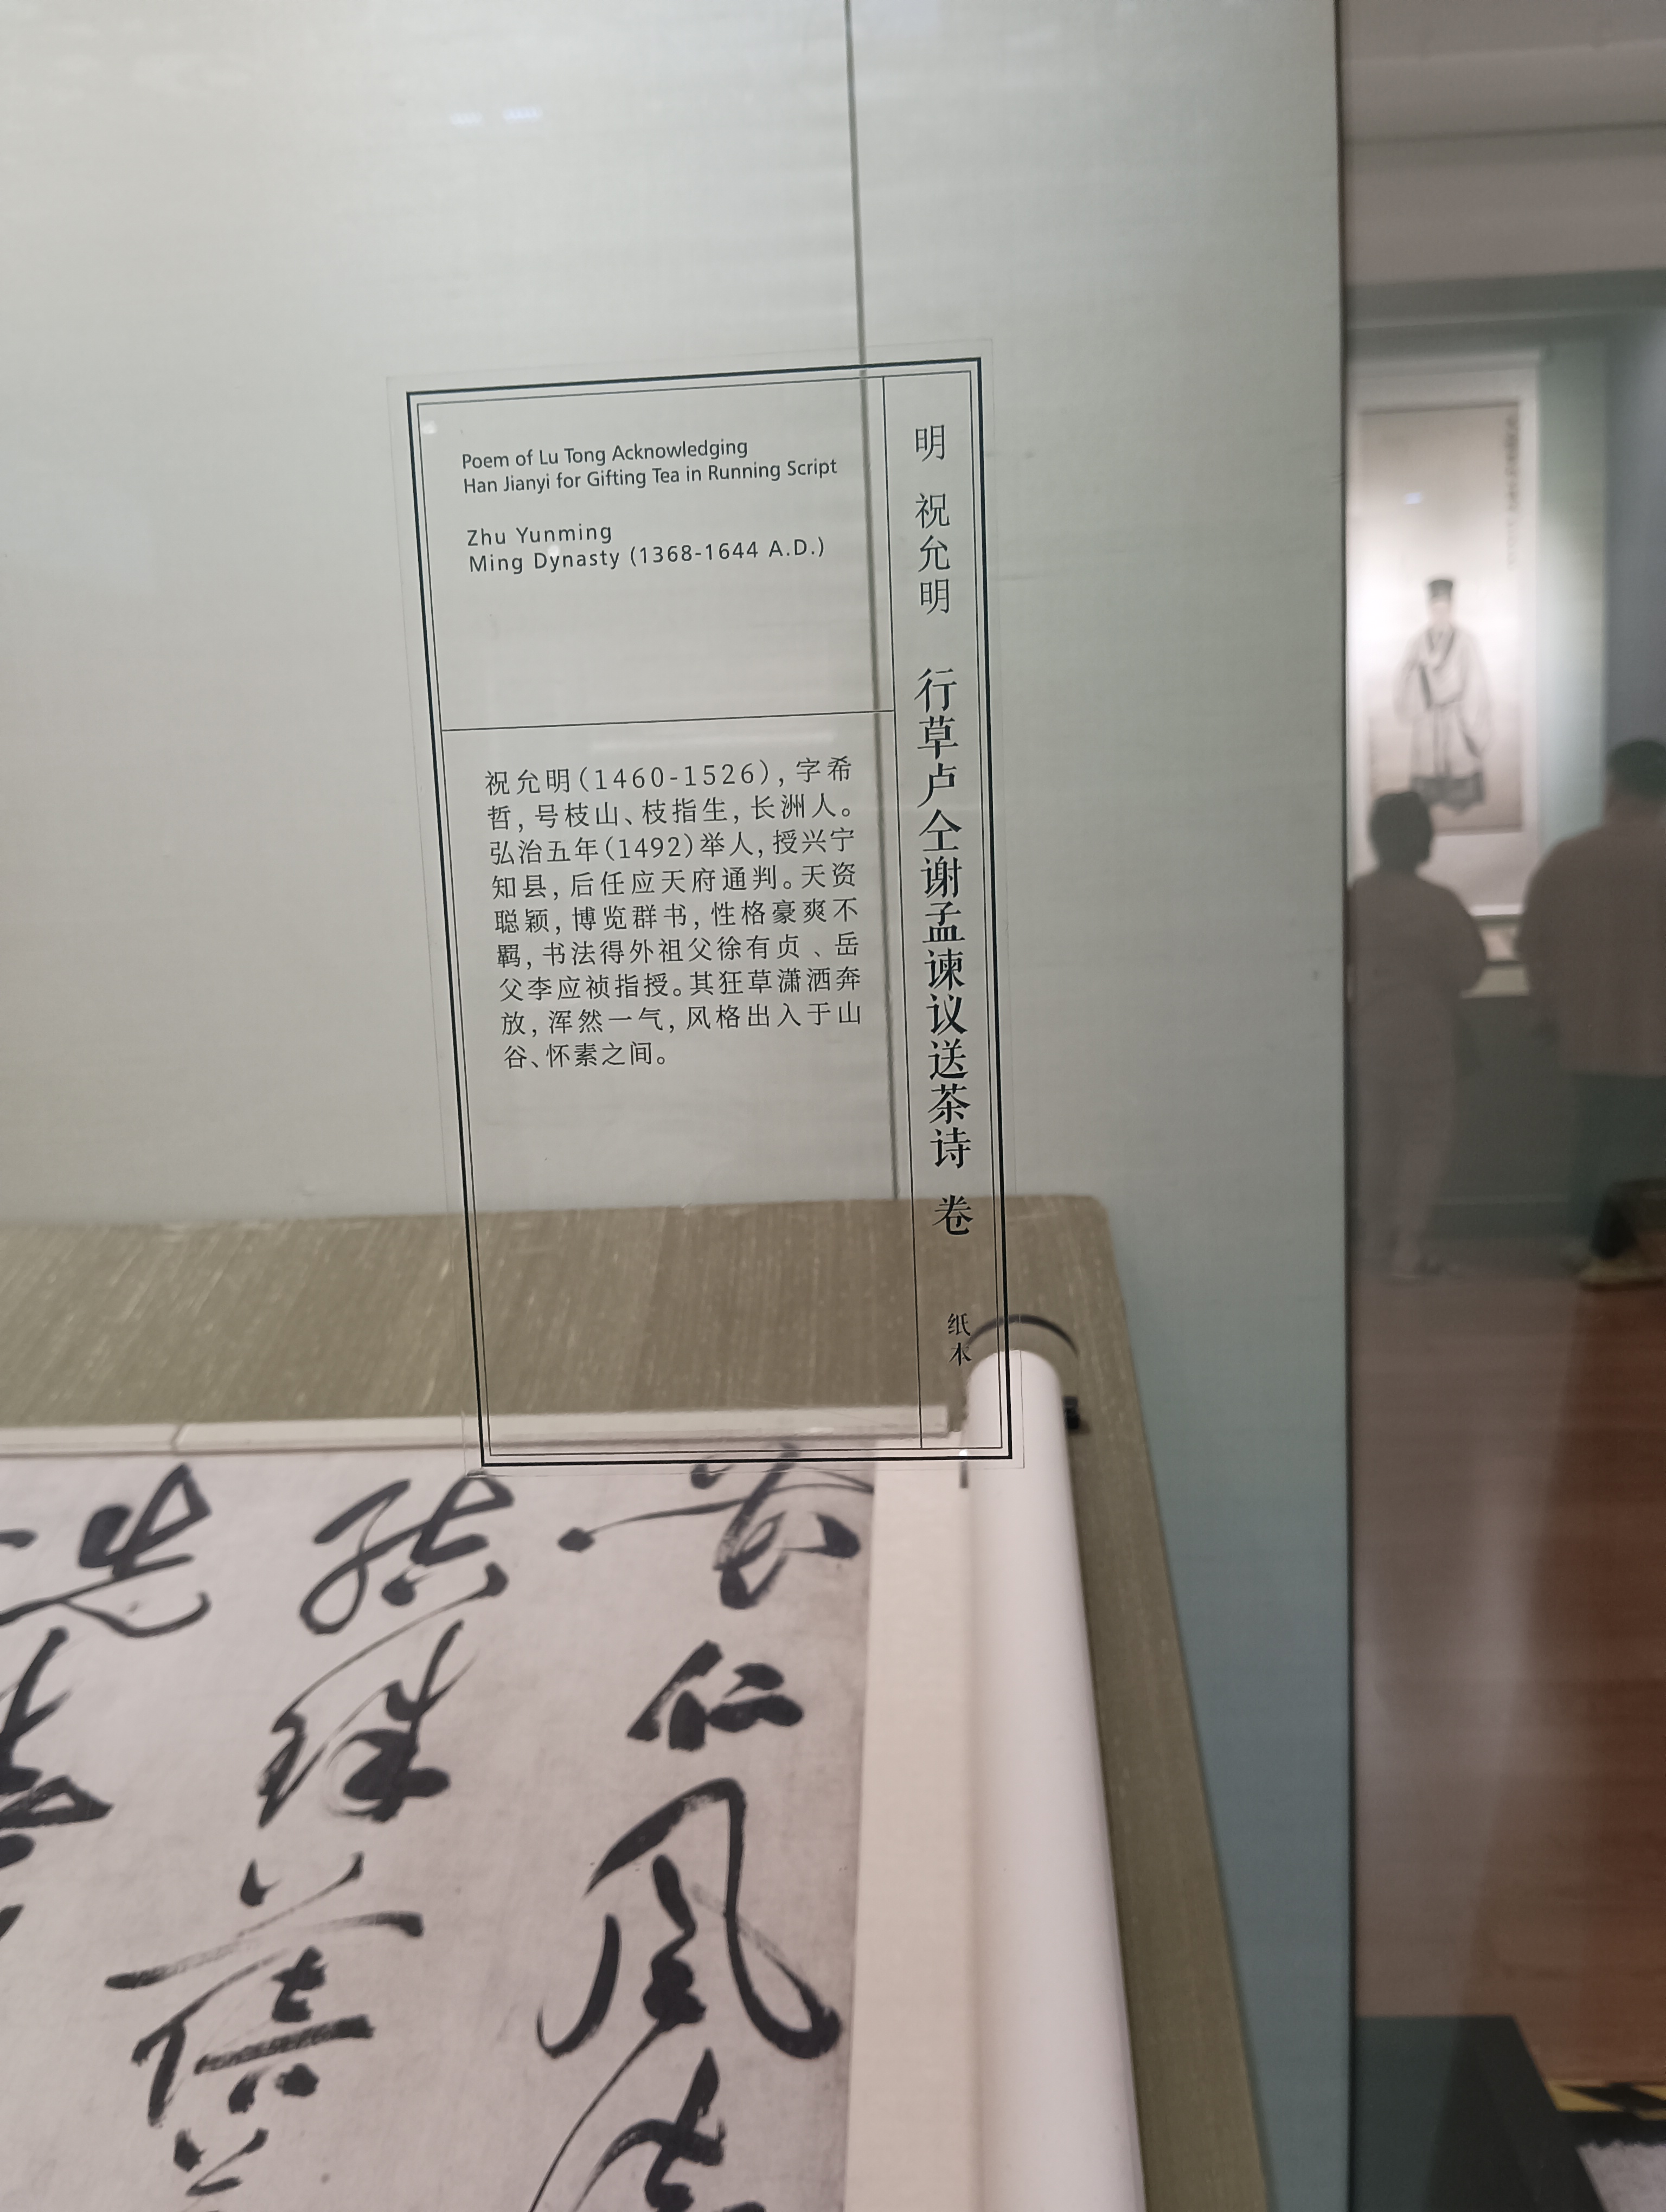 Poem of Lu Tong Acknowledging
Han Jianyi for Gifting Tea in Running Script
Zhu Yunming
Ming Dynasty (1368-1644 A.D.)
明 祝允明 行草卢仝谢孟谏议送茶诗 卷 纸本
祝允明(1460-1526),字希
哲,号枝山、枝指生,长洲人。
弘治五年(1492)举人,授兴宁
知县,后任应天府通判。天资
聪颖,博览群书,性格豪爽不
羁,书法得外祖父徐有贞、岳
父李应祯指授。其狂草潇洒奔
放,浑然一气,风格出入于山
谷、怀素之间。
仁风
结珠蓓
先